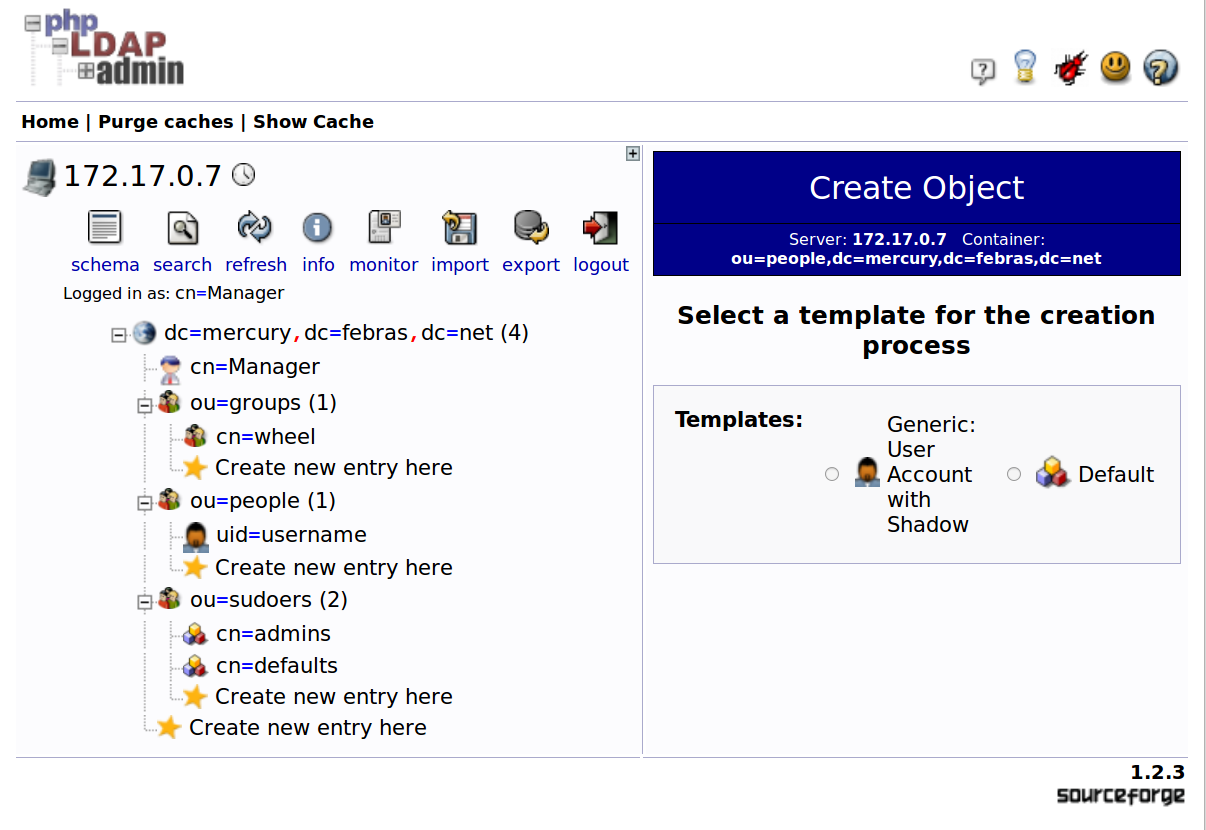 php
LDAP
admin
Home | Purge caches | Show Cache
172.17.0.7
schema search refresh info monitor import export logout
Logged in as: cn=Manager
dc=mercury,dc=febras,dc=net (4)
cn=Manager
ou=groups (1)
cn=wheel
Create new entry here
ou=people (1)
uid=username
Create new entry here
ou=sudoers (2)
cn=admins
cn=defaults
Create new entry here
Create new entry here
Create Object
Server: 172.17.0.7 Container:
ou=people,dc=mercury,dc=febras,dc=net
Select a template for the creation
process
Templates:
Generic:
User
Account
with
Shadow
Default
1.2.3
sourceforge